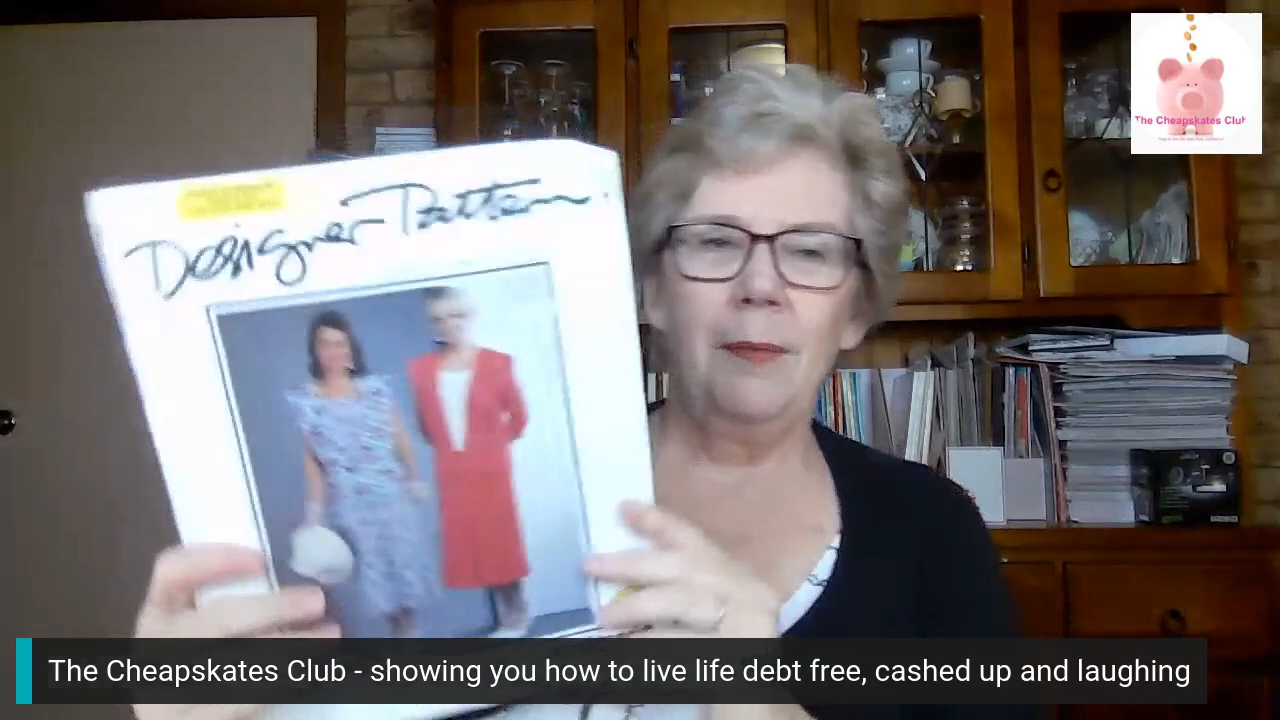 The Cheapskates Club
Designer Pattern.
The Cheapskates Club - showing you how to live life debt free, cashed up and laughing